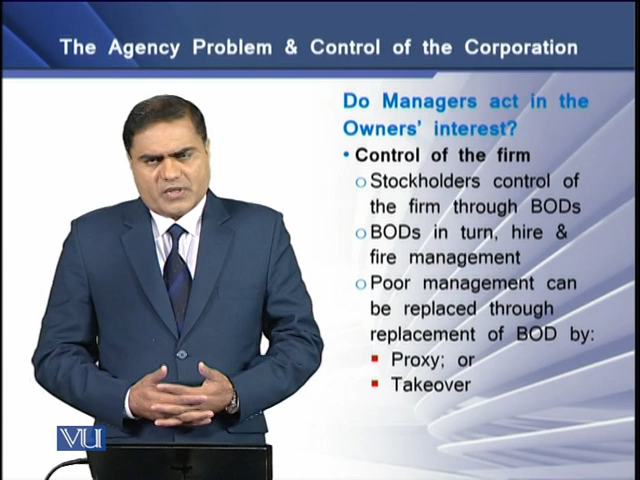 The Agency Problem & Control of the Corporation
Do Managers act in the
Owners' interest?
• Control of the firm
○ Stockholders control of
the firm through BODs
○ BODs in turn, hire &
fire management
○ Poor management can
be replaced through
replacement of BOD by:
▪ Proxy; or
▪ Takeover
VU